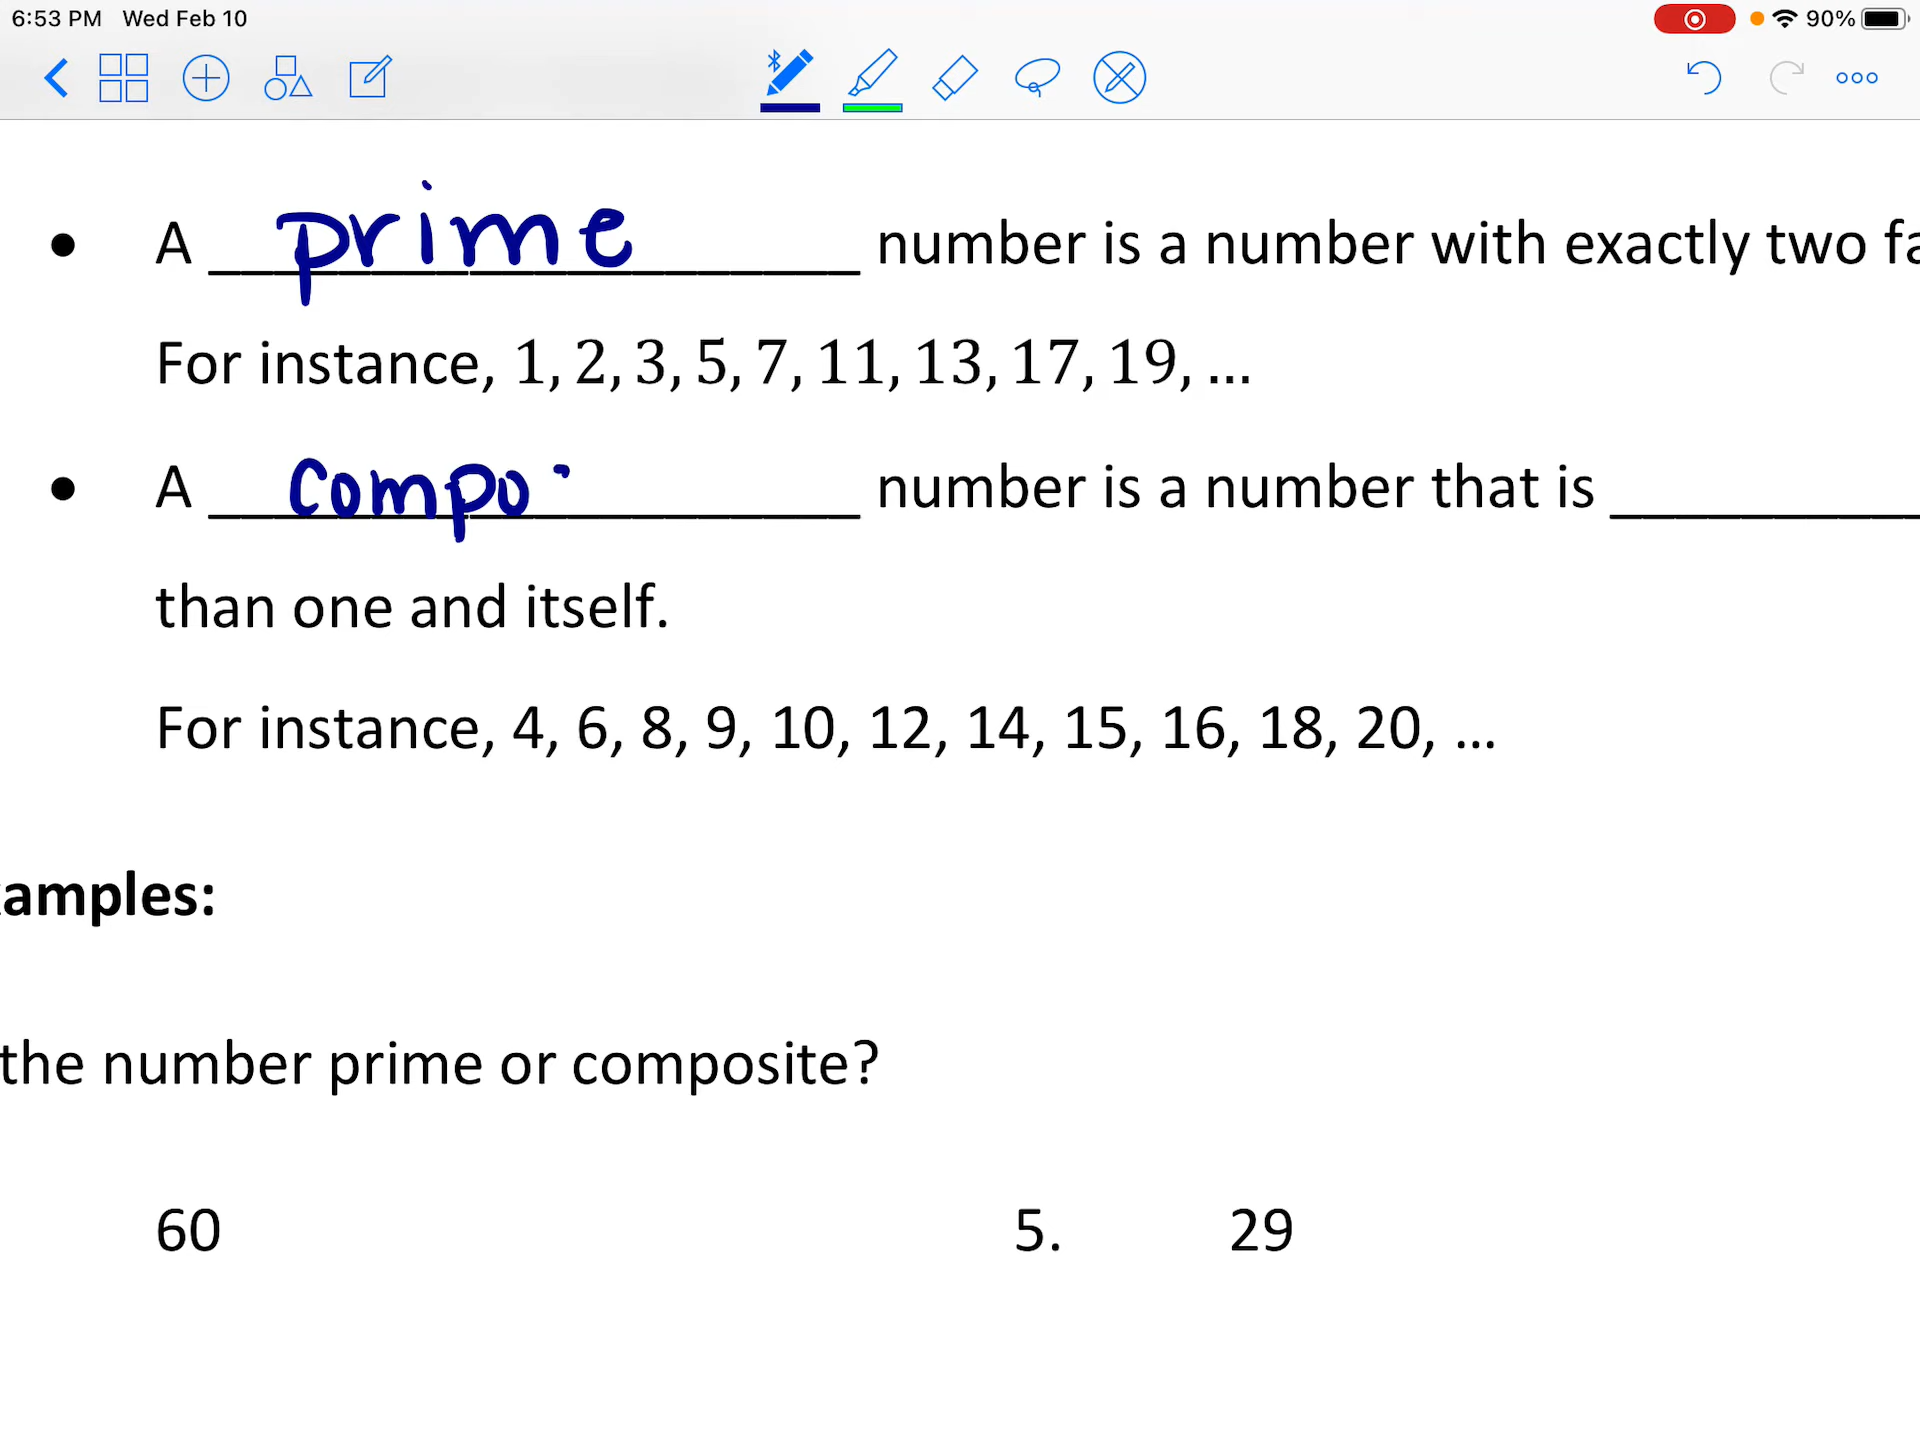 6:53 PM Wed Feb 10 90%
• A prime number is a number with exactly two fa
For instance, 1, 2, 3, 5, 7, 11, 13, 17, 19, ...
• A compo number is a number that is
than one and itself.
For instance, 4, 6, 8, 9, 10, 12, 14, 15, 16, 18, 20, ...
amples:
the number prime or composite?
60 5. 29